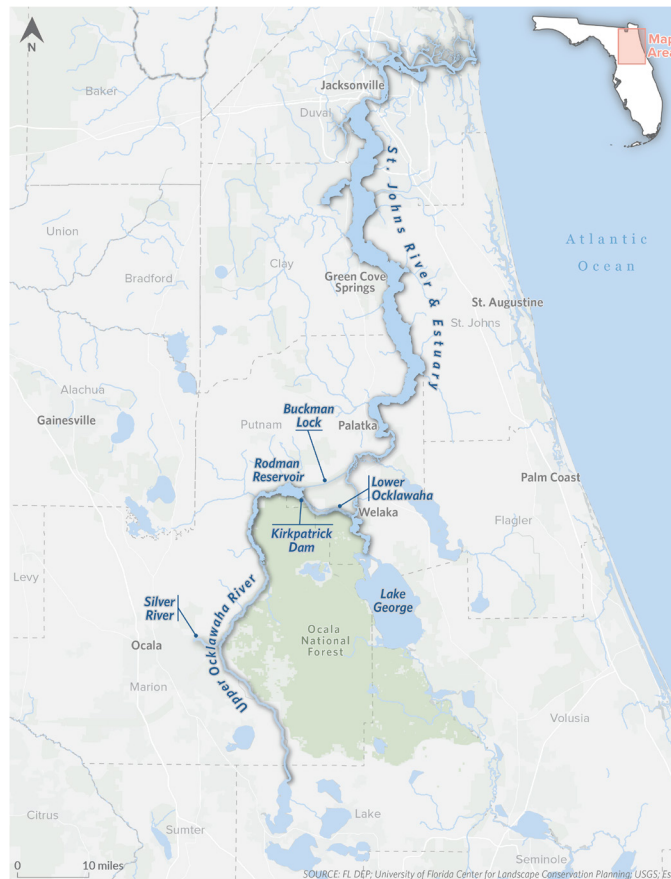 N
Map
Area
Jacksonville
Baker
Duval
St. Johns River & Estuary
Union
Atlantic
Ocean
Clay
Bradford
Green Cove
Springs
St. Augustine
St. Johns
Alachua
Gainesville
Buckman
Lock
Putnam
Palatka
Rodman
Reservoir
Lower
Ocklawaha
Palm Coast
Welaka
Flagler
Kirkpatrick
Dam
Levy
Silver
River
Lake
George
Upper Ocklawaha River
Ocala
National
Forest
Ocala
Marion
Volusia
Citrus
Lake
Sumter
Seminole
0 10 miles
SOURCE: FL DEP; University of Florida Center for Landscape Conservation Planning; USGS;